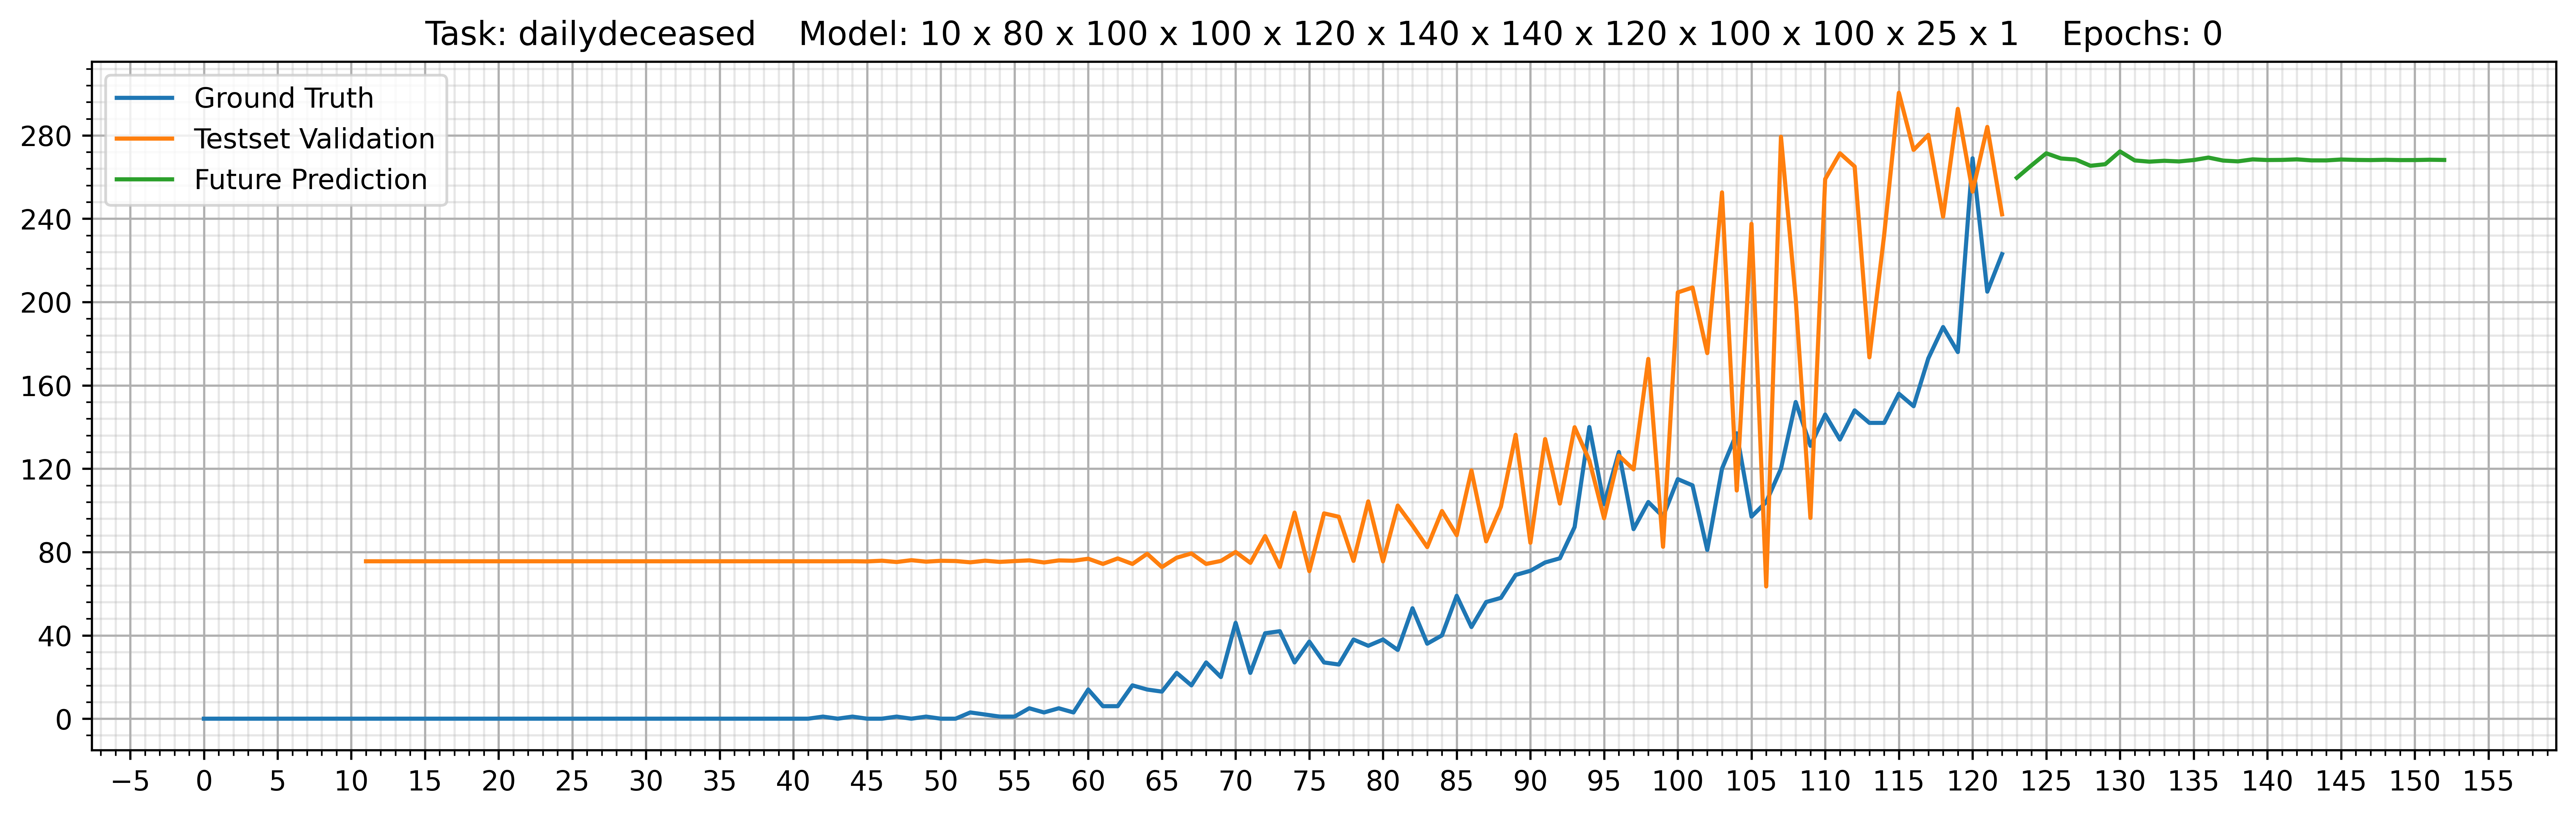 Task: dailydeceased    Model: 10 x 80 x 100 x 100 x 120 x 140 x 140 x 120 x 100 x 100 x 25 x 1    Epochs: 0
Ground Truth
Testset Validation
Future Prediction
280
240
200
160
120
80
40
0
−5 0 5 10 15 20 25 30 35 40 45 50 55 60 65 70 75 80 85 90 95 100 105 110 115 120 125 130 135 140 145 150 155